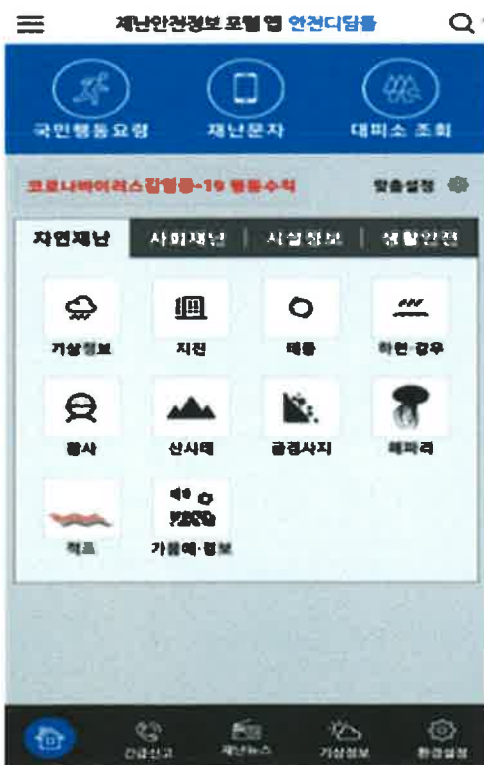 재난안전정보 포털 앱 안전디딤돌
국민행동요령 재난문자 대피소 조회
코로나바이러스감염증-19 행동수칙 맞춤설정
자연재난 사회재난 시설정보 생활안전
기상정보 지진 태풍 하천·강우
황사 산사태 급경사지 해파리
적조 가뭄예·경보
긴급신고 재난뉴스 기상정보 환경설정